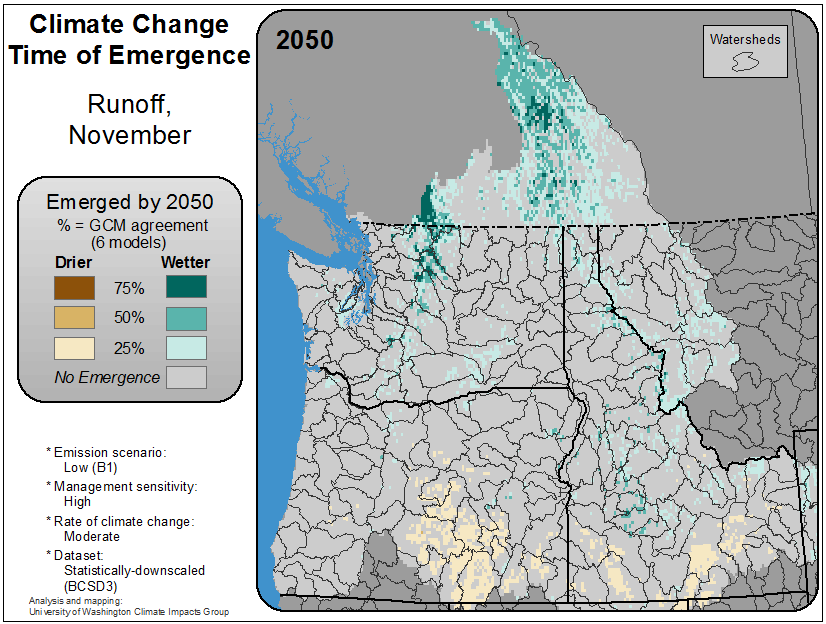 Climate Change
Time of Emergence
Runoff,
November
Emerged by 2050
% = GCM agreement
(6 models)
Drier Wetter
75%
50%
25%
No Emergence
* Emission scenario:
Low (B1)
* Management sensitivity:
High
* Rate of climate change:
Moderate
* Dataset:
Statistically-downscaled
(BCSD3)
Analysis and mapping:
University of Washington Climate Impacts Group
2050
Watersheds